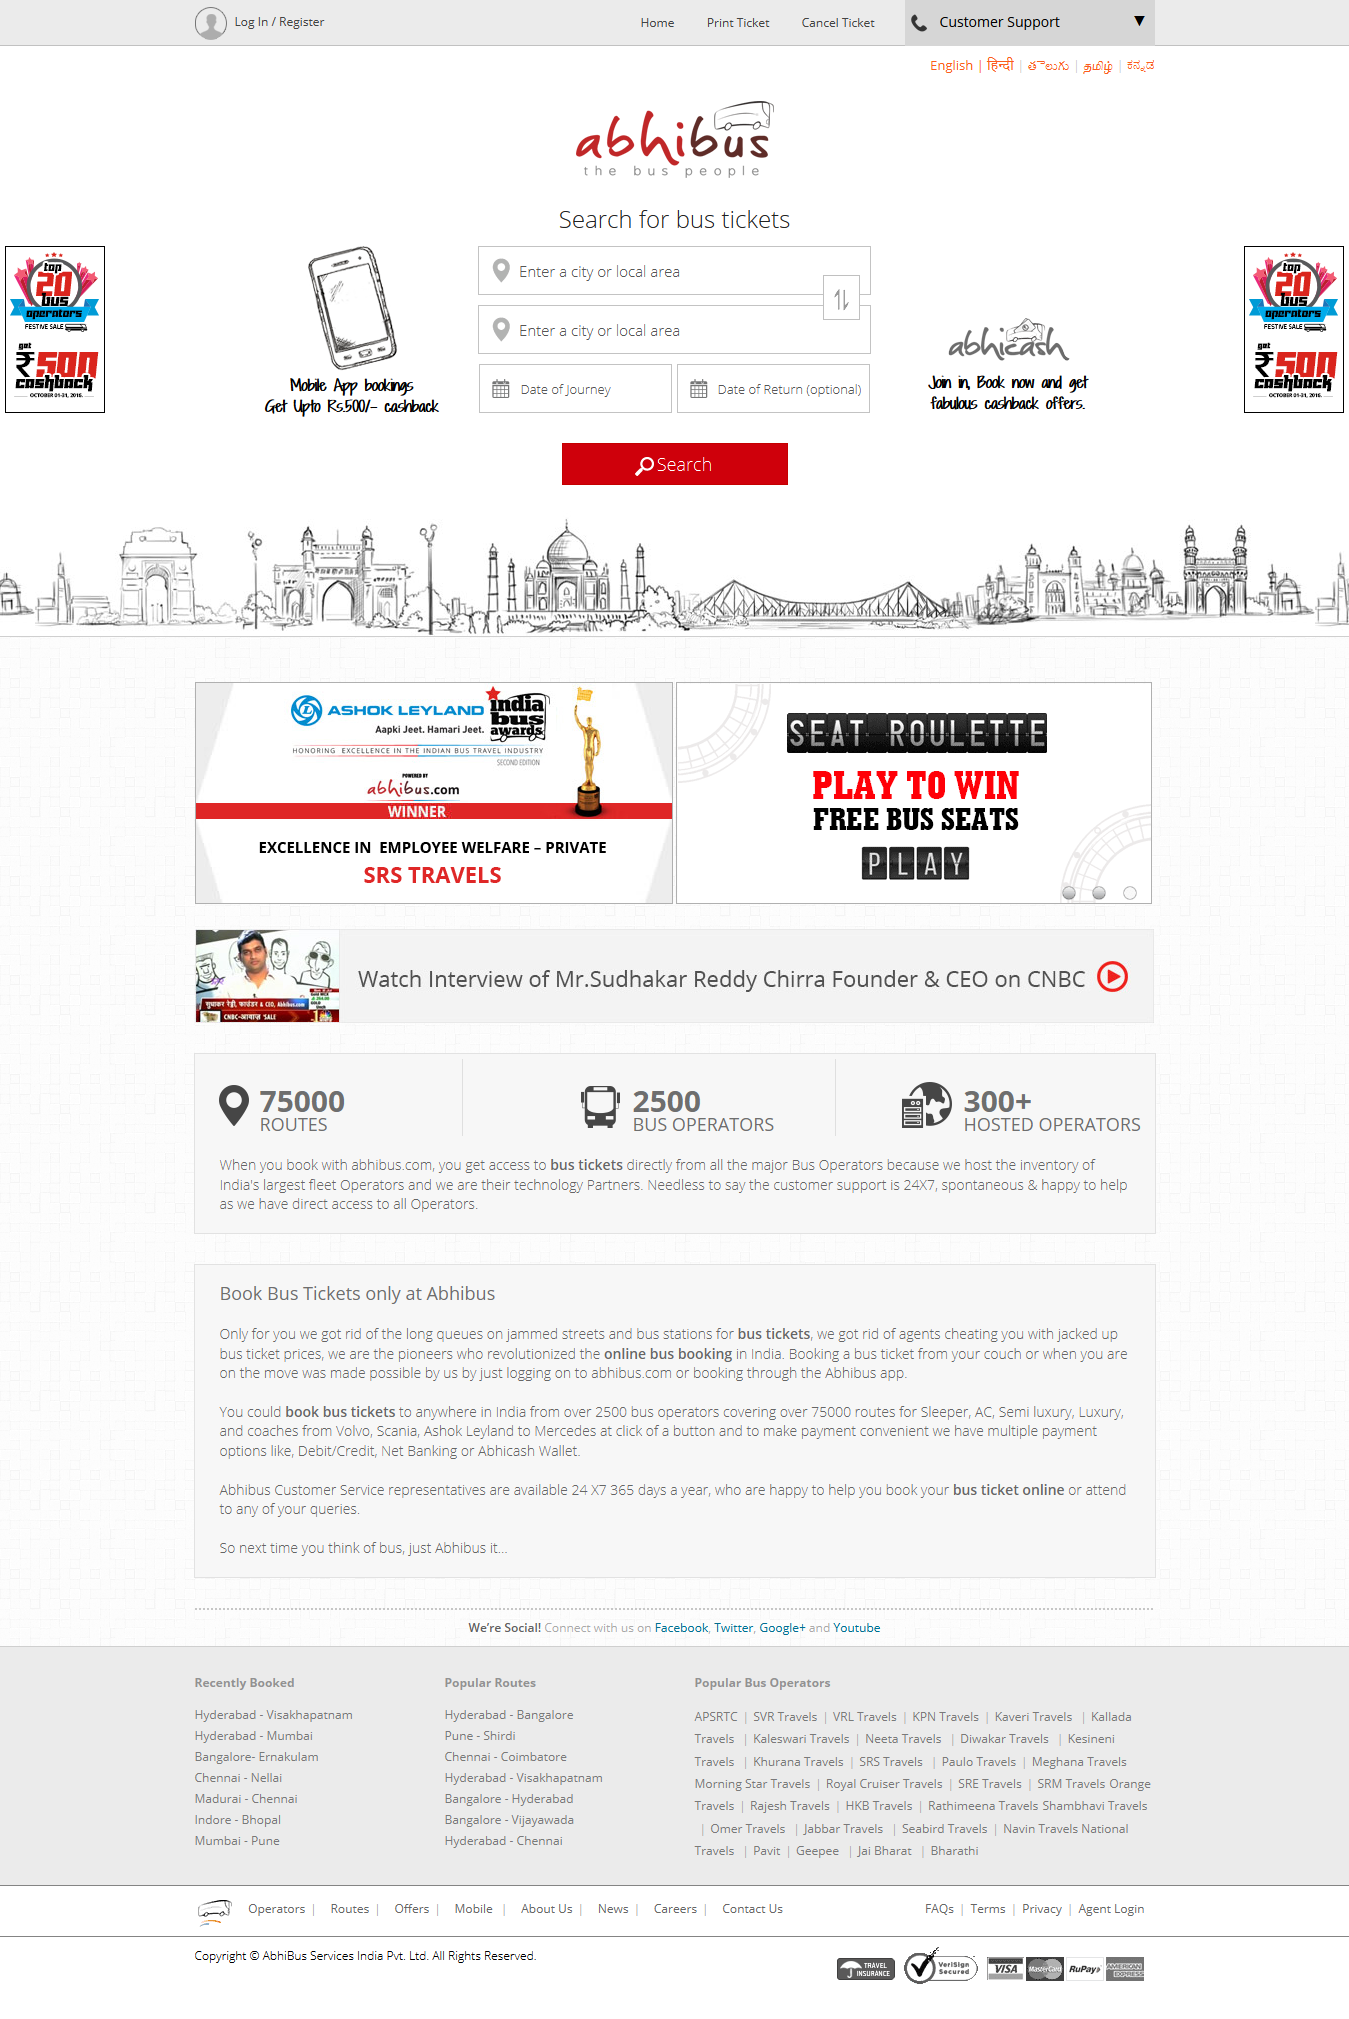 Log In / Register
Home
Print Ticket
Cancel Ticket
Customer Support
English | हिन्दी | తెలుగు | தமிழ் | ಕನ್ನಡ
abhibus
the bus people
Search for bus tickets
top
20
bus
operators
FESTIVE SALE
get
₹500
cashback
OCTOBER 01-31, 2016.
Mobile App bookings
Get Upto Rs.500/- cashback
Enter a city or local area
Enter a city or local area
Date of Journey
Date of Return (optional)
abhicash
Join in, Book now and get
fabulous cashback offers.
top
20
bus
operators
FESTIVE SALE
get
₹500
cashback
OCTOBER 01-31, 2016.
Search
ASHOK LEYLAND
Aapki Jeet. Hamari Jeet.
india
bus
awards
HONORING EXCELLENCE IN THE INDIAN BUS TRAVEL INDUSTRY
SECOND EDITION
POWERED BY
abhibus.com
WINNER
EXCELLENCE IN EMPLOYEE WELFARE – PRIVATE
SRS TRAVELS
SEAT ROULETTE
PLAY TO WIN
FREE BUS SEATS
PLAY
सुधाकर रेड्डी, फाउंडर & CEO, Abhibus.com
CNBC-आवाज़
Watch Interview of Mr.Sudhakar Reddy Chirra Founder & CEO on CNBC
75000
ROUTES
2500
BUS OPERATORS
300+
HOSTED OPERATORS
When you book with abhibus.com, you get access to bus tickets directly from all the major Bus Operators because we host the inventory of
India's largest fleet Operators and we are their technology Partners. Needless to say the customer support is 24X7, spontaneous & happy to help
as we have direct access to all Operators.
Book Bus Tickets only at Abhibus
Only for you we got rid of the long queues on jammed streets and bus stations for bus tickets, we got rid of agents cheating you with jacked up
bus ticket prices, we are the pioneers who revolutionized the online bus booking in India. Booking a bus ticket from your couch or when you are
on the move was made possible by us by just logging on to abhibus.com or booking through the Abhibus app.
You could book bus tickets to anywhere in India from over 2500 bus operators covering over 75000 routes for Sleeper, AC, Semi luxury, Luxury,
and coaches from Volvo, Scania, Ashok Leyland to Mercedes at click of a button and to make payment convenient we have multiple payment
options like, Debit/Credit, Net Banking or Abhicash Wallet.
Abhibus Customer Service representatives are available 24 X7 365 days a year, who are happy to help you book your bus ticket online or attend
to any of your queries.
So next time you think of bus, just Abhibus it...
We're Social! Connect with us on Facebook, Twitter, Google+ and Youtube
Recently Booked
Hyderabad - Visakhapatnam
Hyderabad - Mumbai
Bangalore- Ernakulam
Chennai - Nellai
Madurai - Chennai
Indore - Bhopal
Mumbai - Pune
Popular Routes
Hyderabad - Bangalore
Pune - Shirdi
Chennai - Coimbatore
Hyderabad - Visakhapatnam
Bangalore - Hyderabad
Bangalore - Vijayawada
Hyderabad - Chennai
Popular Bus Operators
APSRTC | SVR Travels | VRL Travels | KPN Travels | Kaveri Travels | Kallada
Travels | Kaleswari Travels | Neeta Travels | Diwakar Travels | Kesineni
Travels | Khurana Travels | SRS Travels | Paulo Travels | Meghana Travels
Morning Star Travels | Royal Cruiser Travels | SRE Travels | SRM Travels Orange
Travels | Rajesh Travels | HKB Travels | Rathimeena Travels Shambhavi Travels
| Omer Travels | Jabbar Travels | Seabird Travels | Navin Travels National
Travels | Pavit | Geepee | Jai Bharat | Bharathi
Operators | Routes | Offers | Mobile | About Us | News | Careers | Contact Us
FAQs | Terms | Privacy | Agent Login
Copyright © AbhiBus Services India Pvt. Ltd. All Rights Reserved.
TRAVEL
INSURANCE
VeriSign
Secured
VISA
MasterCard
RuPay
AMERICAN
EXPRESS